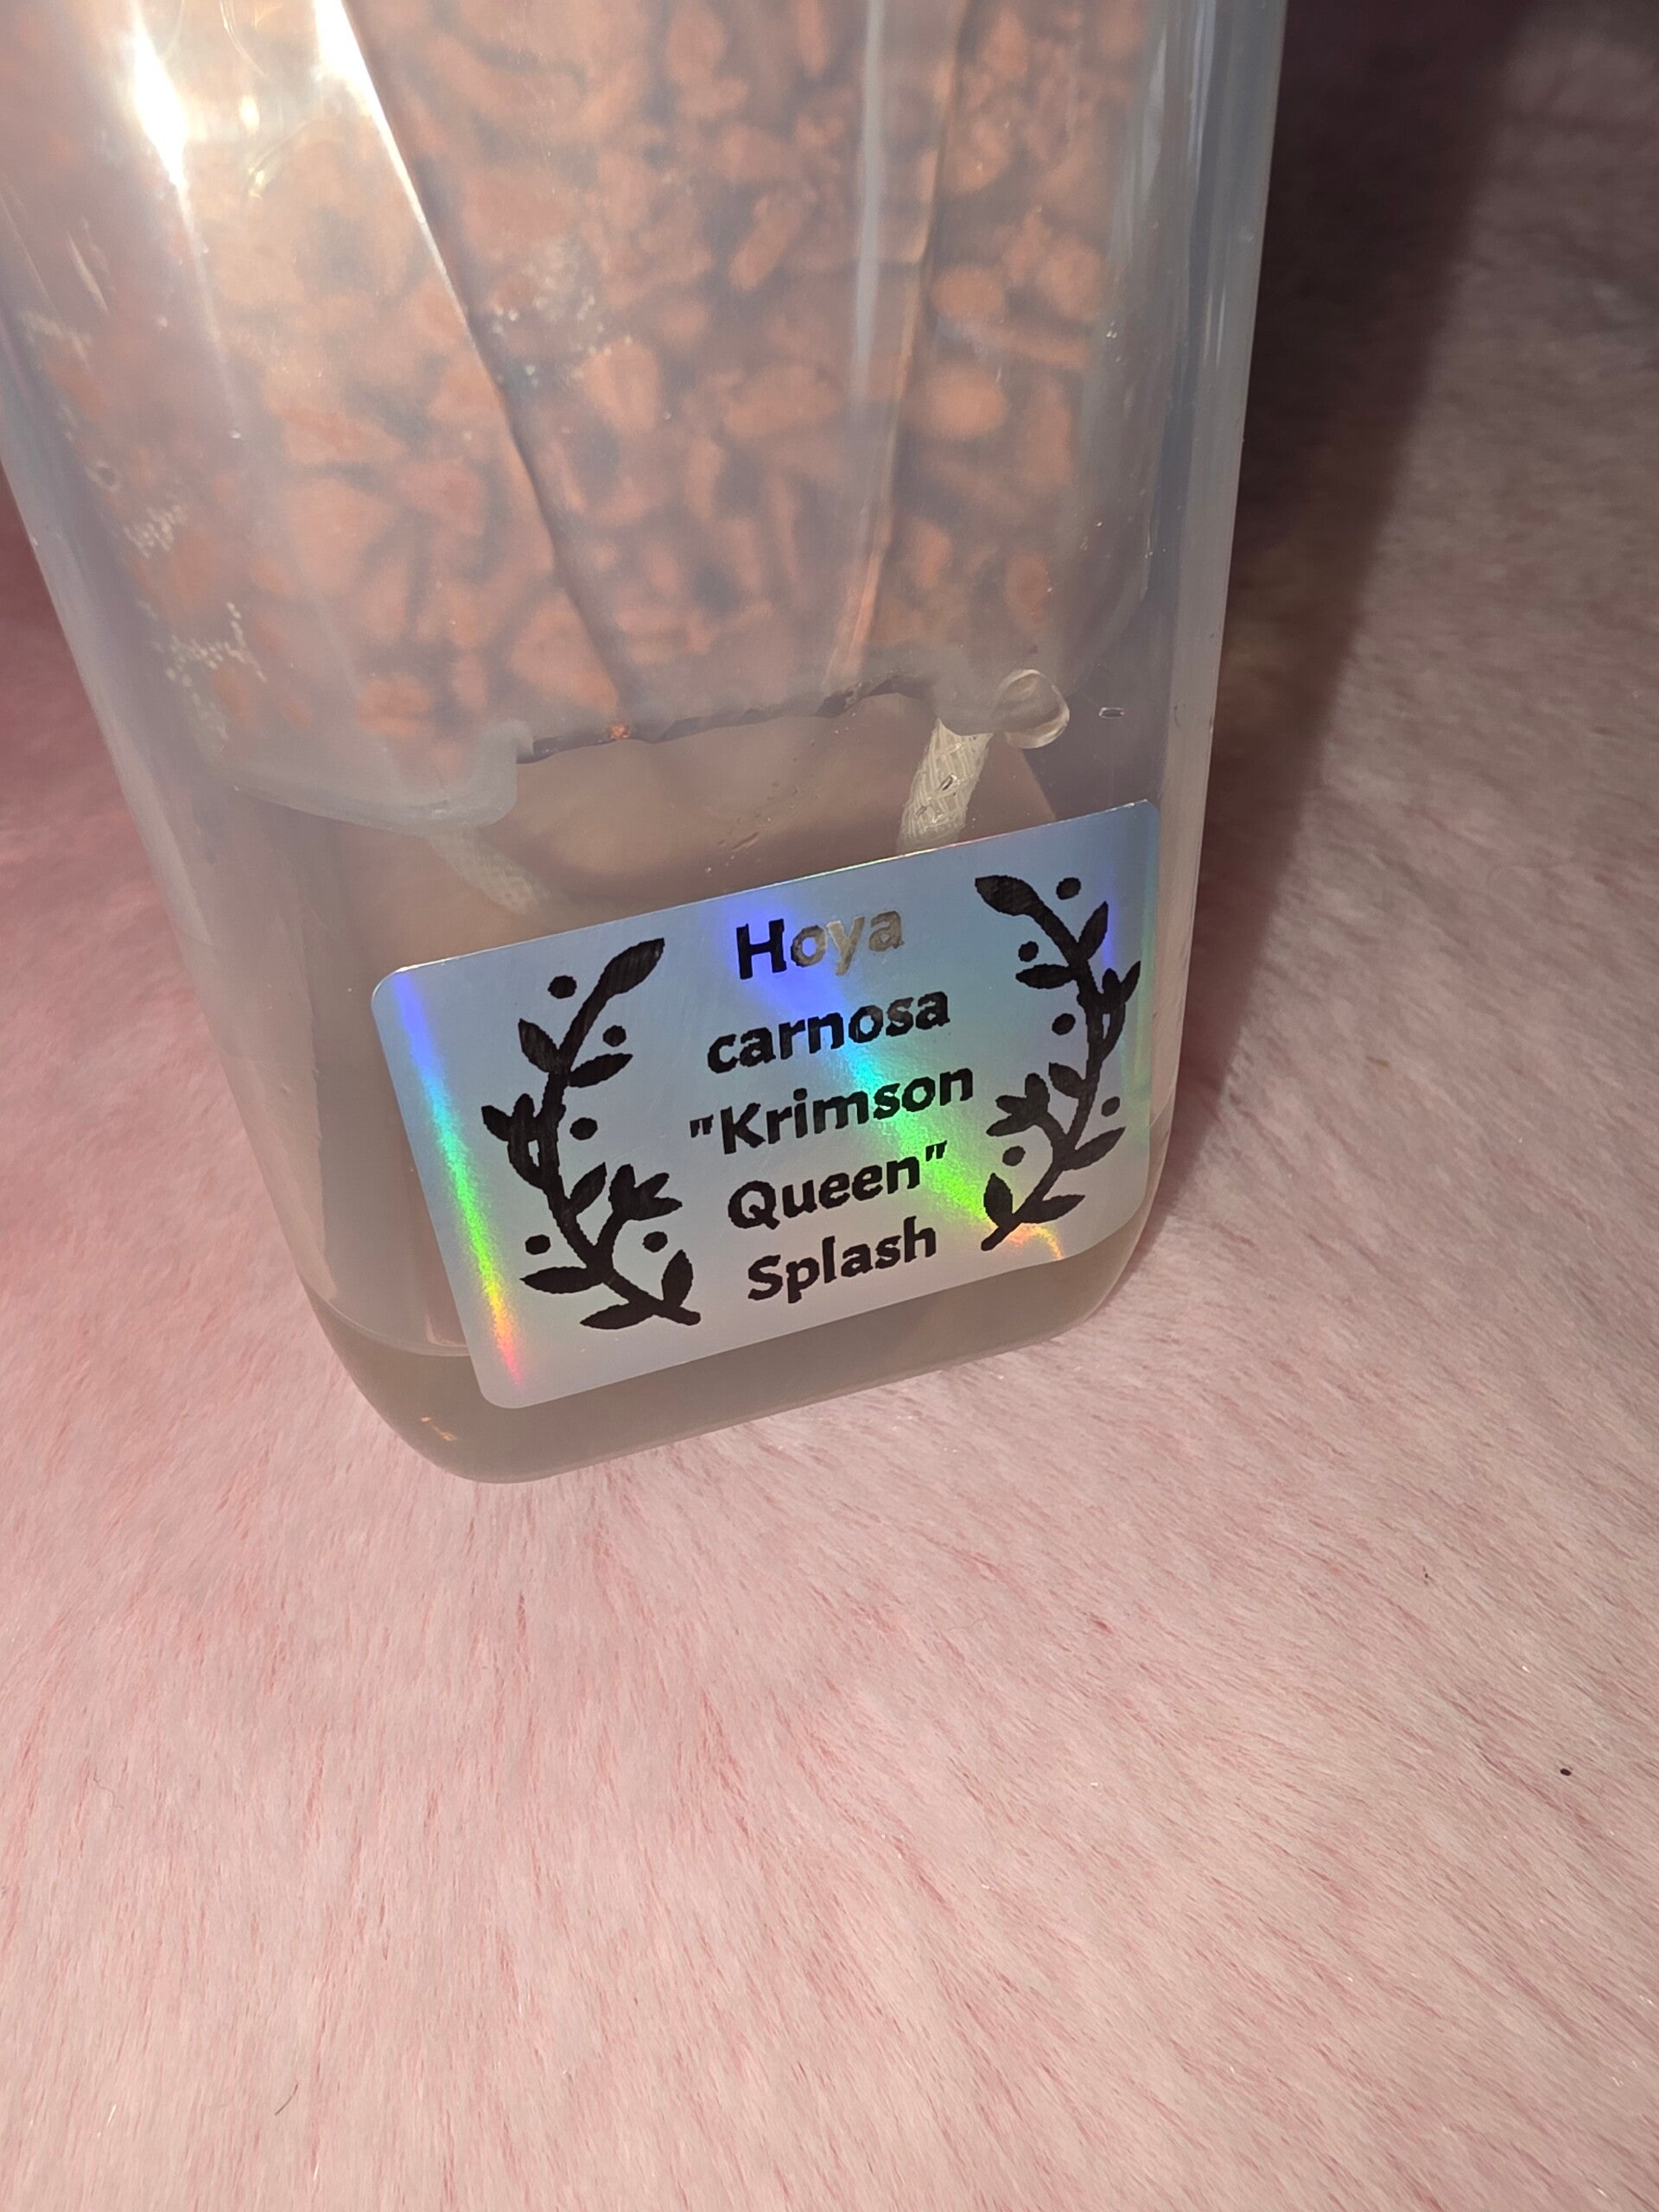 Hoya
carnosa
"Krimson
Queen"
Splash